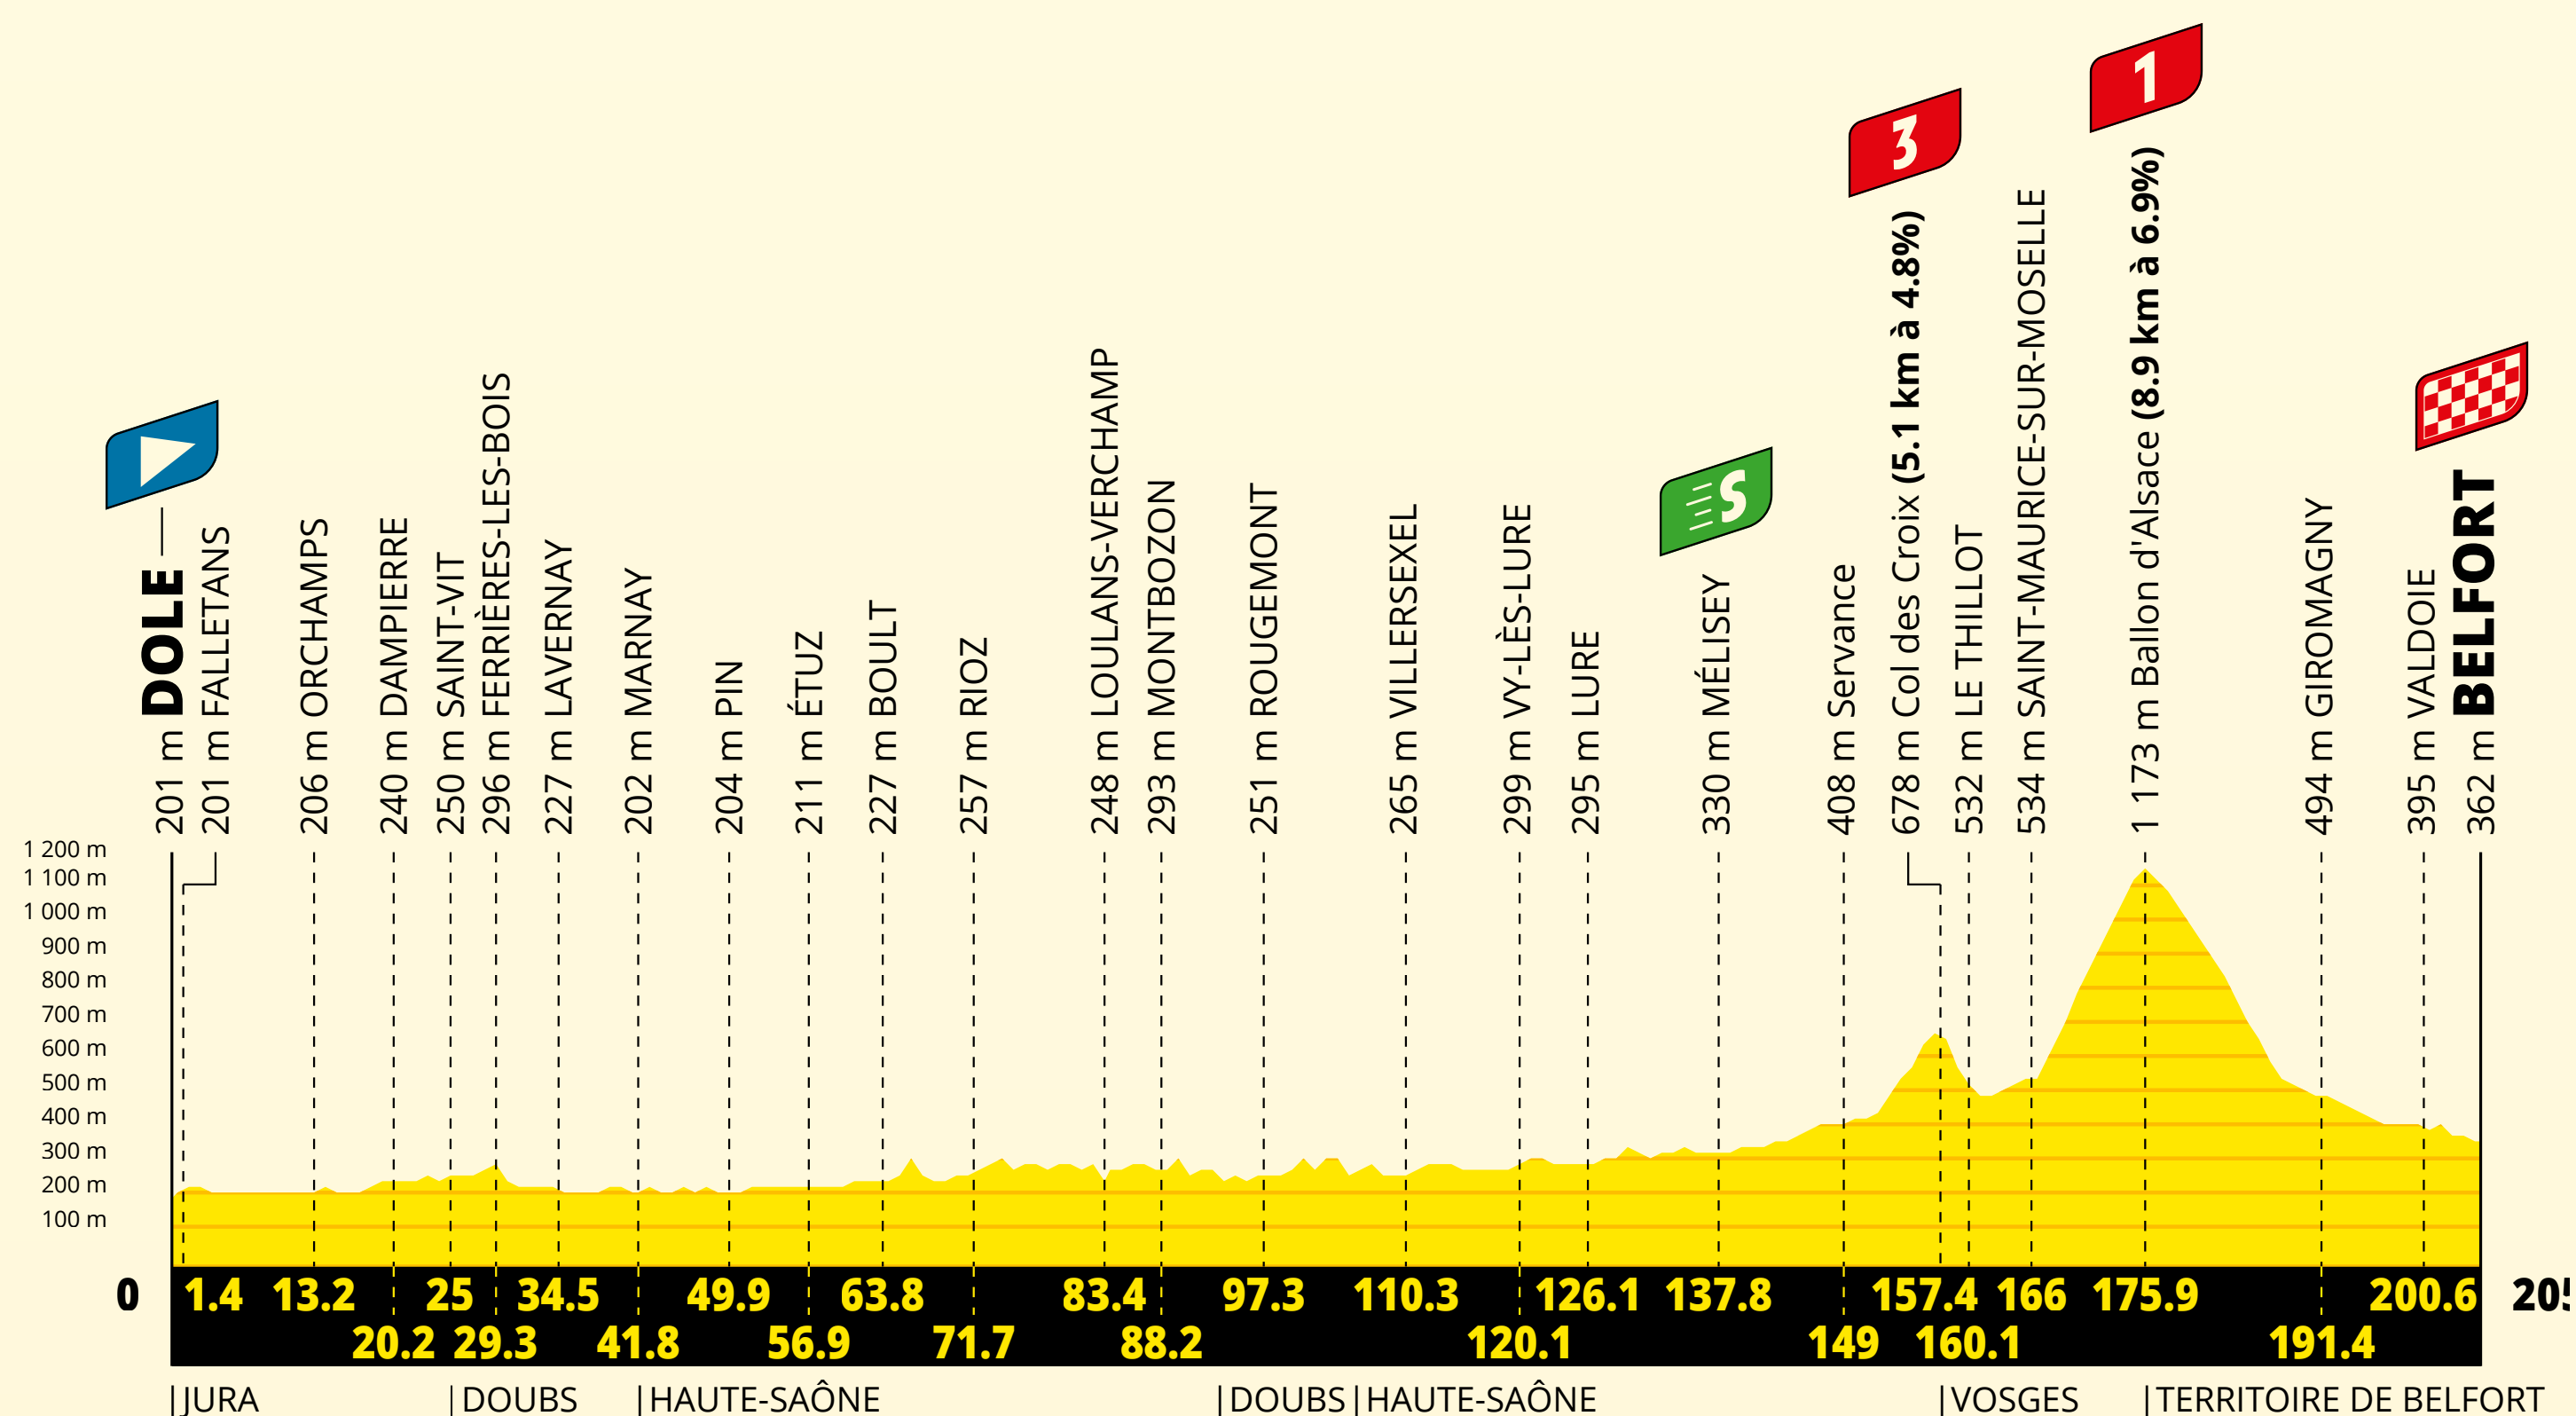 1
3
S
201 m DOLE
201 m FALLETANS
206 m ORCHAMPS
240 m DAMPIERRE
250 m SAINT-VIT
296 m FERRIÈRES-LES-BOIS
227 m LAVERNAY
202 m MARNAY
204 m PIN
211 m ÉTUZ
227 m BOULT
257 m RIOZ
248 m LOULANS-VERCHAMP
293 m MONTBOZON
251 m ROUGEMONT
265 m VILLERSEXEL
299 m VY-LÈS-LURE
295 m LURE
330 m MÉLISEY
408 m Servance
678 m Col des Croix (5.1 km à 4.8%)
532 m LE THILLOT
534 m SAINT-MAURICE-SUR-MOSELLE
1 173 m Ballon d'Alsace (8.9 km à 6.9%)
494 m GIROMAGNY
395 m VALDOIE
362 m BELFORT
1 200 m
1 100 m
1 000 m
900 m
800 m
700 m
600 m
500 m
400 m
300 m
200 m
100 m
0 1.4 13.2 25 34.5 49.9 63.8 83.4 97.3 110.3 126.1 137.8 157.4 166 175.9 200.6
20.2 29.3 41.8 56.9 71.7 88.2 120.1 149 160.1 191.4
|JURA |DOUBS |HAUTE-SAÔNE |DOUBS |HAUTE-SAÔNE |VOSGES |TERRITOIRE DE BELFORT